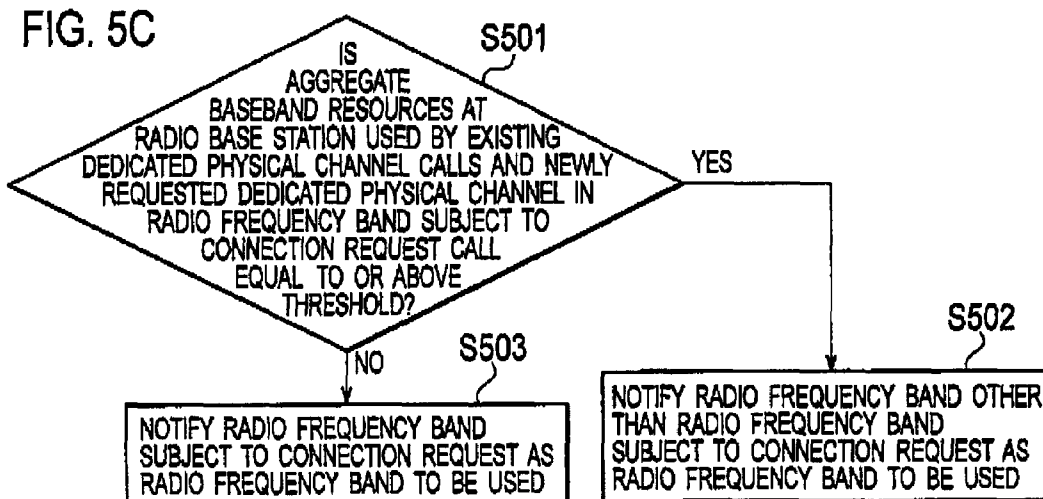 FIG. 5C
S501
IS
AGGREGATE
BASEBAND RESOURCES AT
RADIO BASE STATION USED BY EXISTING
DEDICATED PHYSICAL CHANNEL CALLS AND NEWLY
REQUESTED DEDICATED PHYSICAL CHANNEL IN
RADIO FREQUENCY BAND SUBJECT TO
CONNECTION REQUEST CALL
EQUAL TO OR ABOVE
THRESHOLD?
YES
NO
S503
NOTIFY RADIO FREQUENCY BAND
SUBJECT TO CONNECTION REQUEST AS
RADIO FREQUENCY BAND TO BE USED
S502
NOTIFY RADIO FREQUENCY BAND OTHER
THAN RADIO FREQUENCY BAND
SUBJECT TO CONNECTION REQUEST AS
RADIO FREQUENCY BAND TO BE USED